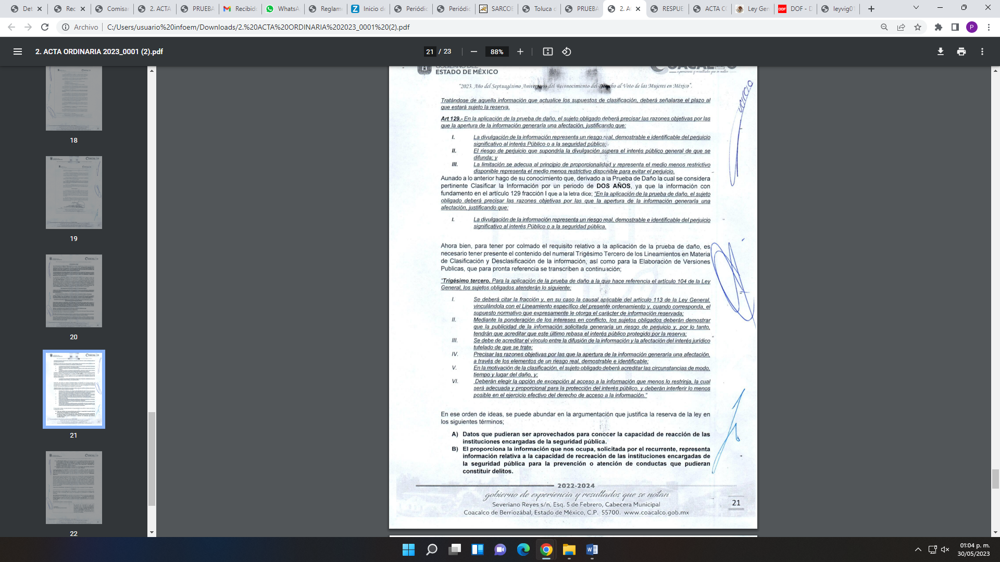 Det
Rec
Comisa
2. ACTA
PRUEBA
Recibido
WhatsA
Reglam
Inicio de
Periódic
Periódic
SARCOE
Toluca d
PRUEBA
2. A
RESPUE
ACTA CO
Ley Gen
DOF - D
leyvig01
Archivo | C:/Users/usuario%20infoem/Downloads/2.%20ACTA%20ORDINARIA%202023_0001%20(2).pdf
2. ACTA ORDINARIA 2023_0001 (2).pdf
21 / 23
88%
18
19
20
21
22
ESTADO DE MÉXICO
"2023. Año del Septuagésimo Aniversario del Reconocimiento del Derecho al Voto de las Mujeres en México".
Tratándose de aquella información que actualice los supuestos de clasificación, deberá señalarse el plazo al
que estará sujeto la reserva.
Art 129.- En la aplicación de la prueba de daño, el sujeto obligado deberá precisar las razones objetivas por las
que la apertura de la información generaría una afectación, justificando que:
I. La divulgación de la información representa un riesgo real, demostrable e identificable del perjuicio
significativo al interés Público o a la seguridad pública;
II. El riesgo de perjuicio que supondría la divulgación supera el interés público general de que se
difunda; y
III. La limitación se adecua al principio de proporcionalidad y representa el medio menos restrictivo
disponible representa el medio menos restrictivo disponible para evitar el perjuicio.
Aunado a lo anterior hago de su conocimiento que, derivado a la Prueba de Daño la cual se considera
pertinente Clasificar la Información por un periodo de DOS AÑOS, ya que la información con
fundamento en el artículo 129 fracción I que a la letra dice; "En la aplicación de la prueba de daño, el sujeto
obligado deberá precisar las razones objetivas por las que la apertura de la información generaría una
afectación, justificando que:
I. La divulgación de la información representa un riesgo real, demostrable e identificable del perjuicio
significativo al interés Público o a la seguridad pública.
Ahora bien, para tener por colmado el requisito relativo a la aplicación de la prueba de daño, es
necesario tener presente el contenido del numeral Trigésimo Tercero de los Lineamientos en Materia
de Clasificación y Desclasificación de la información, así como para la Elaboración de Versiones
Publicas, que para pronta referencia se transcriben a continuación;
"Trigésimo tercero. Para la aplicación de la prueba de daño a la que hace referencia el artículo 104 de la Ley
General, los sujetos obligados atenderán lo siguiente:
I. Se deberá citar la fracción y, en su caso la causal aplicable del artículo 113 de la Ley General,
vinculándola con el Lineamiento específico del presente ordenamiento y, cuando corresponda, el
supuesto normativo que expresamente le otorga el carácter de información reservada;
II. Mediante la ponderación de los intereses en conflicto, los sujetos obligados deberán demostrar
que la publicidad de la información solicitada generaría un riesgo de perjuicio y, por lo tanto,
tendrán que acreditar que este último rebasa el interés público protegido por la reserva;
III. Se debe de acreditar el vínculo entre la difusión de la información y la afectación del interés jurídico
tutelado de que se trate;
IV. Precisar las razones objetivas por las que la apertura de la información generaría una afectación,
a través de los elementos de un riesgo real, demostrable e identificable;
V. En la motivación de la clasificación, el sujeto obligado deberá acreditar las circunstancias de modo,
tiempo y lugar del daño, y;
VI. Deberán elegir la opción de excepción al acceso a la información que menos lo restrinja, la cual
será adecuada y proporcional para la protección del interés público, y deberán interferir lo menos
posible en el ejercicio efectivo del derecho de acceso a la información."
En ese orden de ideas, se puede abundar en la argumentación que justifica la reserva de la ley en
los siguientes términos;
A) Datos que pudieran ser aprovechados para conocer la capacidad de reacción de las
instituciones encargadas de la seguridad pública.
B) El proporciona la información que nos ocupa, solicitada por el recurrente, representa
información relativa a la capacidad de recreación de las instituciones encargadas de
la seguridad pública para la prevención o atención de conductas que pudieran
constituir delitos.
2022-2024
gobierno de experiencia y resultados que se notan
Severiano Reyes s/n, Esq. 5 de Febrero, Cabecera Municipal
Coacalco de Berriozábal, Estado de México, C.P. 55700. www.coacalco.gob.mx
21
01:04 p. m.
30/05/2023